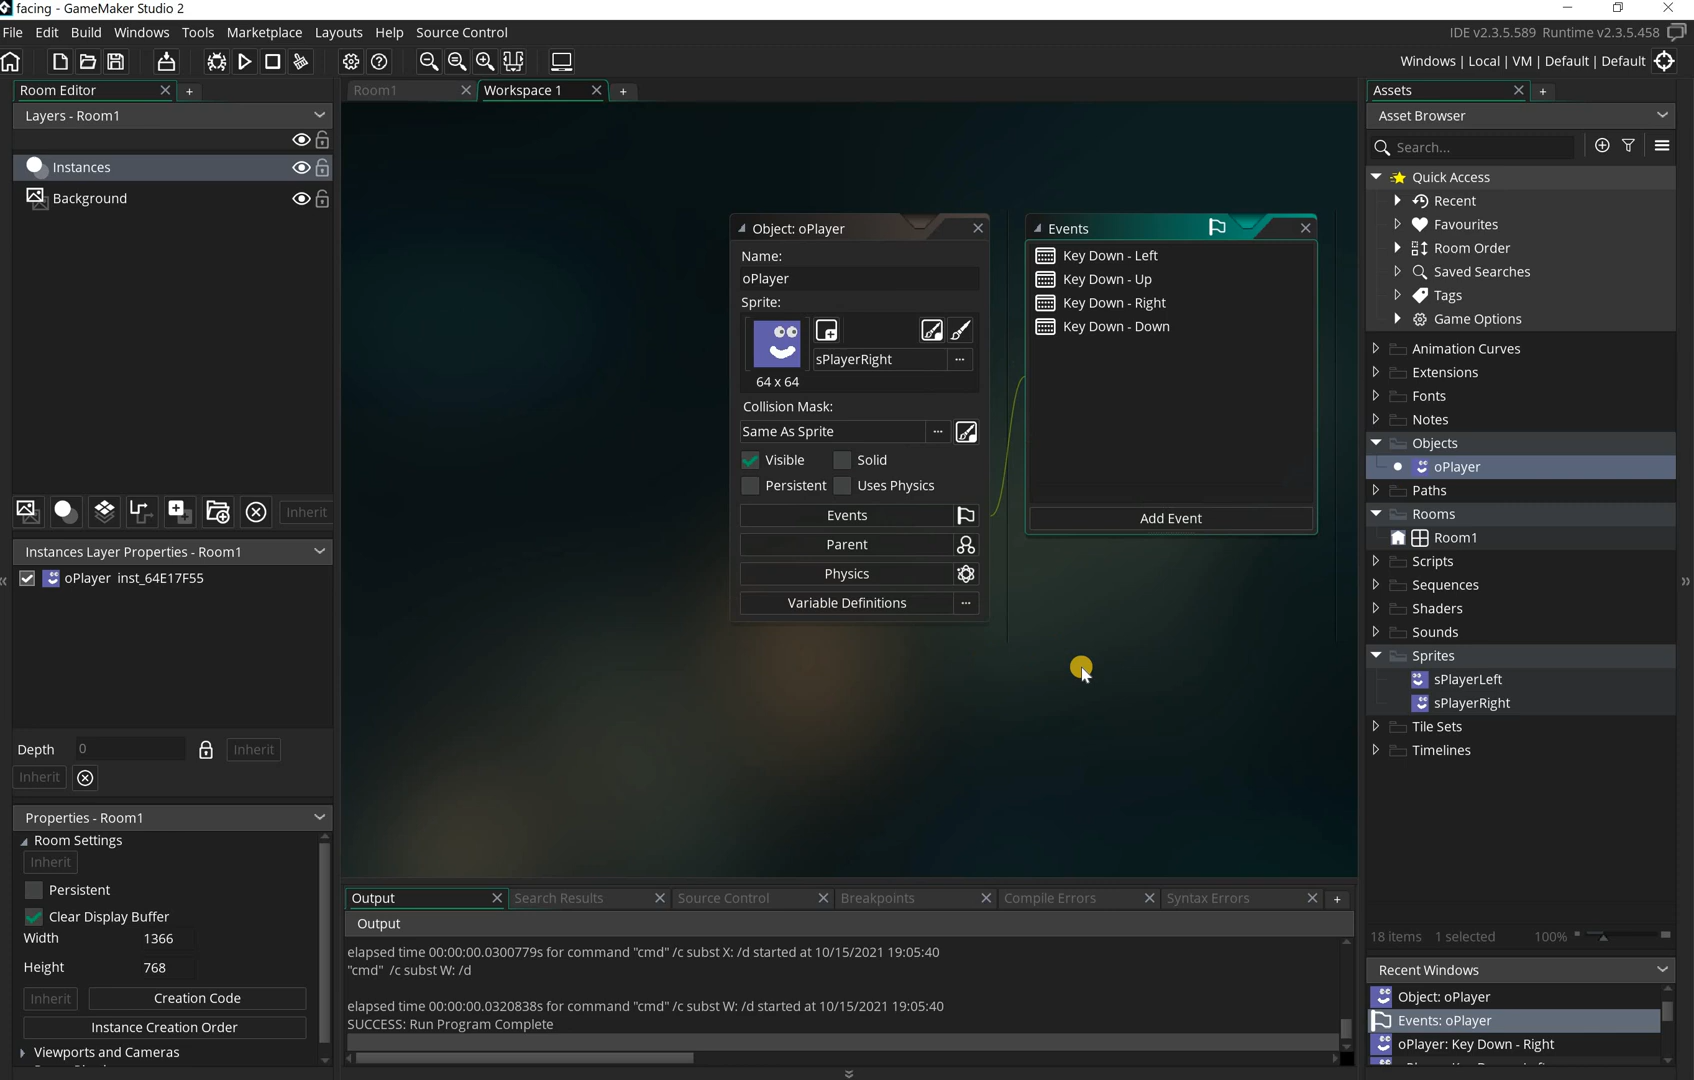 facing - GameMaker Studio 2
File Edit Build Windows Tools Marketplace Layouts Help Source Control
IDE v2.3.5.589 Runtime v2.3.5.458
Windows | Local | VM | Default | Default
Room Editor
Layers - Room1
Instances
Background
Inherit
Instances Layer Properties - Room1
oPlayer inst_64E17F55
Depth 0 Inherit
Inherit
Properties - Room1
Room Settings
Inherit
Persistent
Clear Display Buffer
Width 1366
Height 768
Inherit Creation Code
Instance Creation Order
Viewports and Cameras
Room1 Workspace 1
Object: oPlayer
Name:
oPlayer
Sprite:
sPlayerRight
64 x 64
Collision Mask:
Same As Sprite
Visible Solid
Persistent Uses Physics
Events
Parent
Physics
Variable Definitions
Events
Key Down - Left
Key Down - Up
Key Down - Right
Key Down - Down
Add Event
Output Search Results Source Control Breakpoints Compile Errors Syntax Errors
Output
elapsed time 00:00:00.0300779s for command "cmd" /c subst X: /d started at 10/15/2021 19:05:40
"cmd" /c subst W: /d
elapsed time 00:00:00.0320838s for command "cmd" /c subst W: /d started at 10/15/2021 19:05:40
SUCCESS: Run Program Complete
Assets
Asset Browser
Search...
Quick Access
Recent
Favourites
Room Order
Saved Searches
Tags
Game Options
Animation Curves
Extensions
Fonts
Notes
Objects
oPlayer
Paths
Rooms
Room1
Scripts
Sequences
Shaders
Sounds
Sprites
sPlayerLeft
sPlayerRight
Tile Sets
Timelines
18 items 1 selected 100%
Recent Windows
Object: oPlayer
Events: oPlayer
oPlayer: Key Down - Right